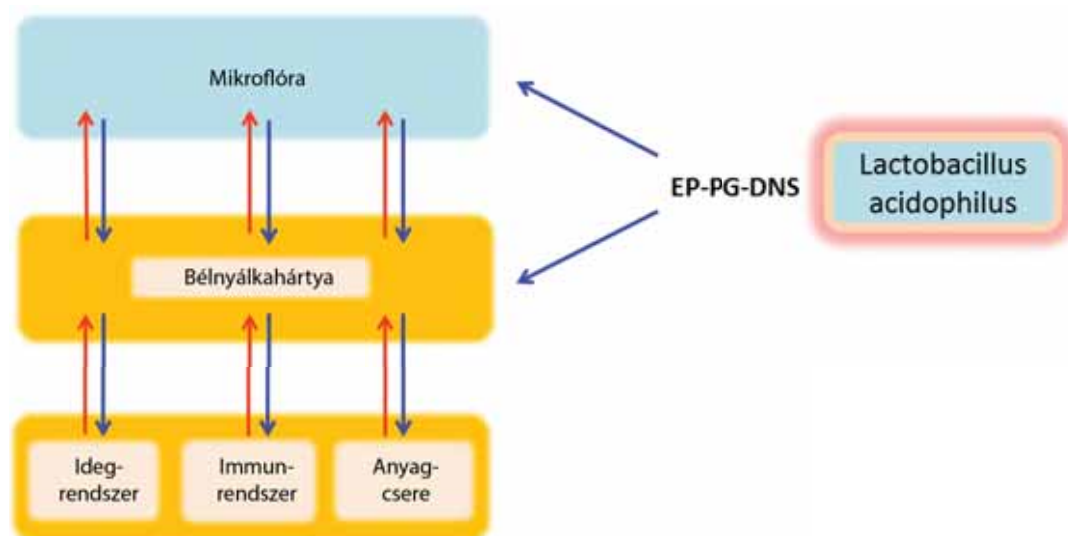 Mikroflóra
EP-PG-DNS
Lactobacillus
acidophilus
Bélnyálkahártya
Ideg-
rendszer
Immun-
rendszer
Anyag-
csere